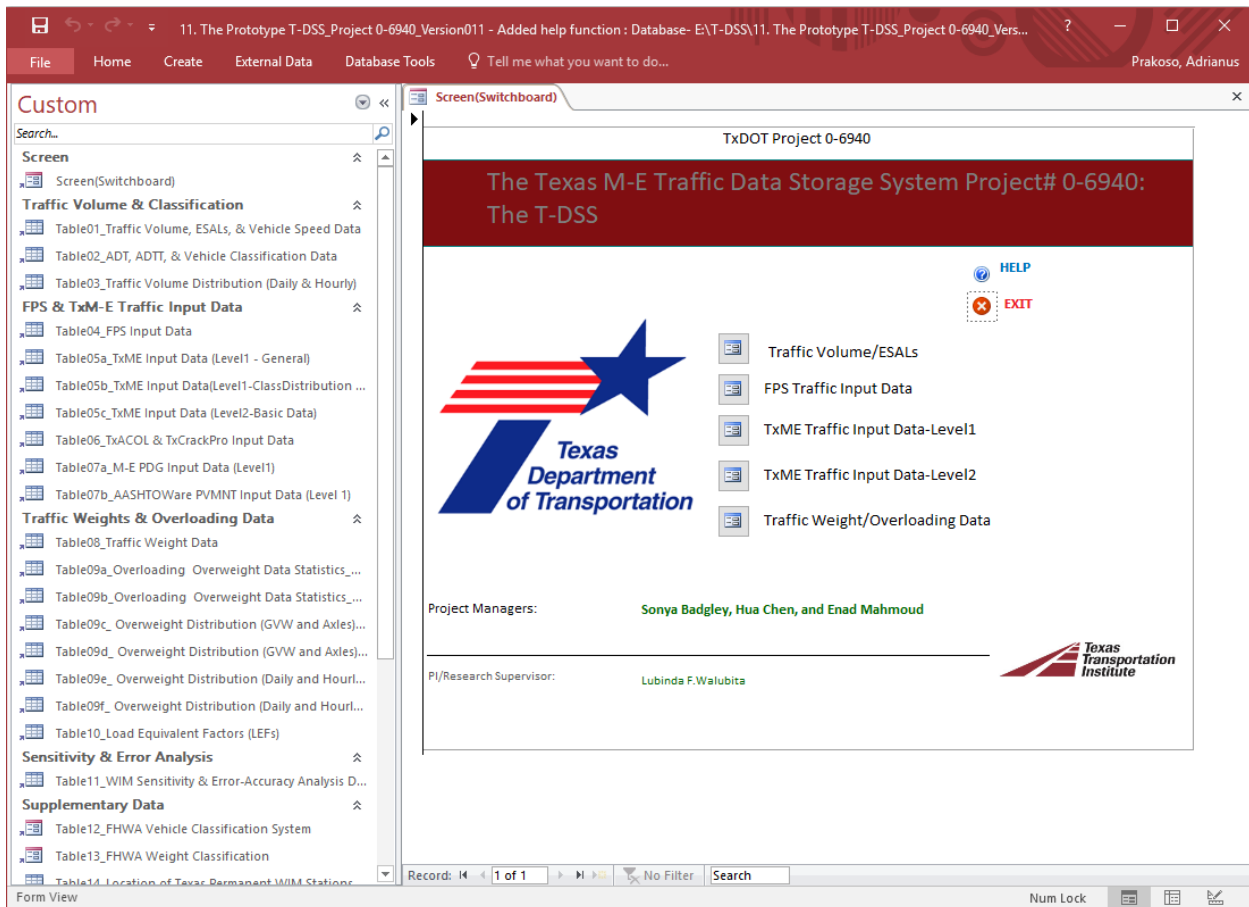 11. The Prototype T-DSS_Project 0-6940_Version011 - Added help function : Database- E:\T-DSS\11. The Prototype T-DSS_Project 0-6940_Vers...
?
File Home Create External Data Database Tools Tell me what you want to do... Prakoso, Adrianus
Custom
Search...
Screen
Screen(Switchboard)
Traffic Volume & Classification
Table01_Traffic Volume, ESALs, & Vehicle Speed Data
Table02_ADT, ADTT, & Vehicle Classification Data
Table03_Traffic Volume Distribution (Daily & Hourly)
FPS & TxM-E Traffic Input Data
Table04_FPS Input Data
Table05a_TxME Input Data (Level1 - General)
Table05b_TxME Input Data(Level1-ClassDistribution ...
Table05c_TxME Input Data (Level2-Basic Data)
Table06_TxACOL & TxCrackPro Input Data
Table07a_M-E PDG Input Data (Level1)
Table07b_AASHTOWare PVMNT Input Data (Level 1)
Traffic Weights & Overloading Data
Table08_Traffic Weight Data
Table09a_Overloading Overweight Data Statistics_...
Table09b_Overloading Overweight Data Statistics_...
Table09c_ Overweight Distribution (GVW and Axles)...
Table09d_ Overweight Distribution (GVW and Axles)...
Table09e_ Overweight Distribution (Daily and Hourl...
Table09f_ Overweight Distribution (Daily and Hourl...
Table10_Load Equivalent Factors (LEFs)
Sensitivity & Error Analysis
Table11_WIM Sensitivity & Error-Accuracy Analysis D...
Supplementary Data
Table12_FHWA Vehicle Classification System
Table13_FHWA Weight Classification
Table14_Location of Texas Permanent WIM Stations
Screen(Switchboard)
TxDOT Project 0-6940
The Texas M-E Traffic Data Storage System Project# 0-6940:
The T-DSS
HELP
EXIT
Texas
Department
of Transportation
Traffic Volume/ESALs
FPS Traffic Input Data
TxME Traffic Input Data-Level1
TxME Traffic Input Data-Level2
Traffic Weight/Overloading Data
Project Managers: Sonya Badgley, Hua Chen, and Enad Mahmoud
Texas
Transportation
Institute
PI/Research Supervisor: Lubinda F.Walubita
Record: 1 of 1 No Filter Search
Form View Num Lock